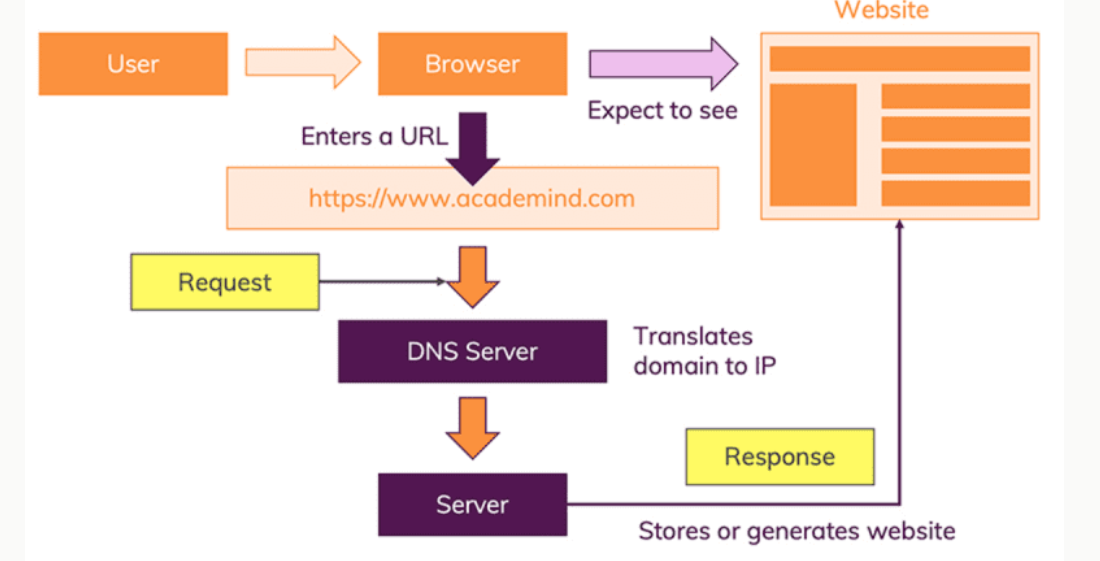 Website
User
Browser
Expect to see
Enters a URL
https://www.academind.com
Request
DNS Server
Translates
domain to IP
Response
Server
Stores or generates website